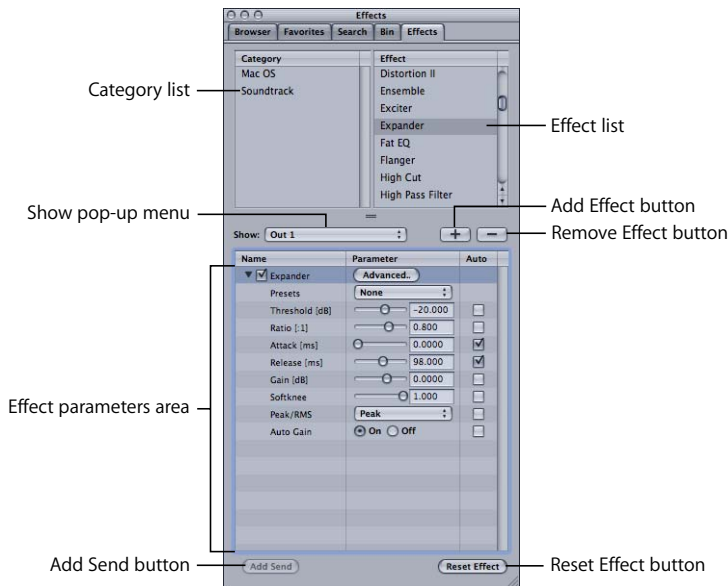 Effects
Browser Favorites Search Bin Effects
Category Effect
Mac OS Distortion II
Category list Soundtrack Ensemble
Exciter
Expander Effect list
Fat EQ
Flanger
High Cut
High Pass Filter
Show pop-up menu Add Effect button
Show: Out 1 + − Remove Effect button
Name Parameter Auto
Expander Advanced..
Presets None
Threshold [dB] -20.000
Ratio [:1] 0.800
Attack [ms] 0.0000
Release [ms] 98.000
Gain [dB] 0.0000
Softknee 1.000
Effect parameters area Peak/RMS Peak
Auto Gain On Off
Add Send button Add Send Reset Effect Reset Effect button